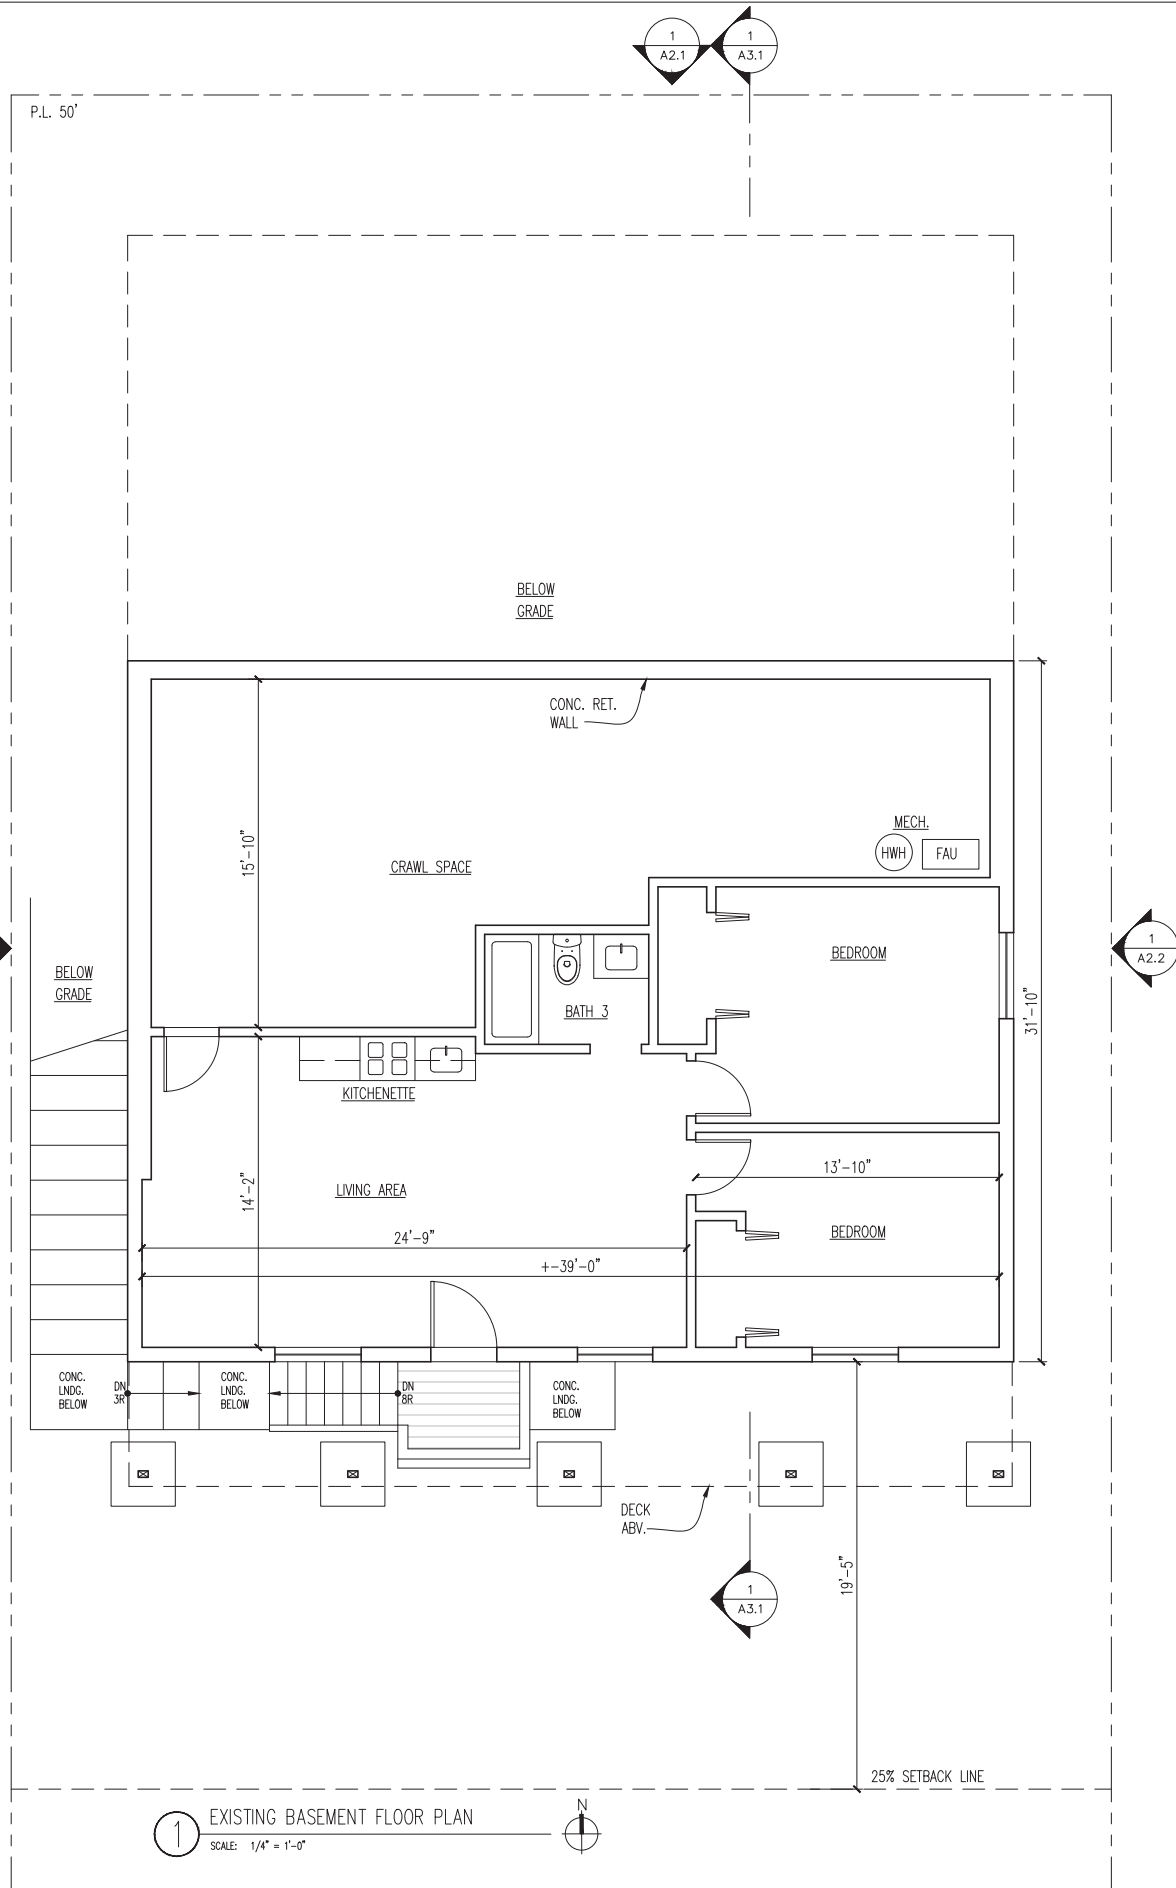 1
A2.1
1
A3.1
P.L. 50'
BELOW
GRADE
CONC. RET.
WALL
MECH.
HWH
FAU
15'-10"
CRAWL SPACE
BELOW
GRADE
BEDROOM
1
A2.2
31'-10"
BATH 3
KITCHENETTE
13'-10"
14'-2"
LIVING AREA
24'-9"
BEDROOM
+-39'-0"
CONC.
LNDG.
BELOW
DN
3R
CONC.
LNDG.
BELOW
DN
8R
CONC.
LNDG.
BELOW
DECK
ABV.
19'-5"
1
A3.1
25% SETBACK LINE
1
EXISTING BASEMENT FLOOR PLAN
SCALE: 1/4" = 1'-0"
N